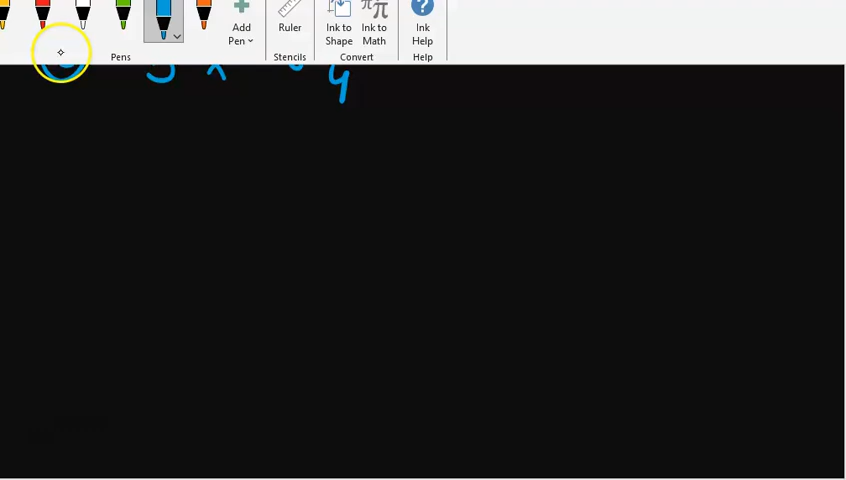 Add Pen
Pens
Ruler
Stencils
Ink to Shape
Ink to Math
Convert
Ink Help
Help